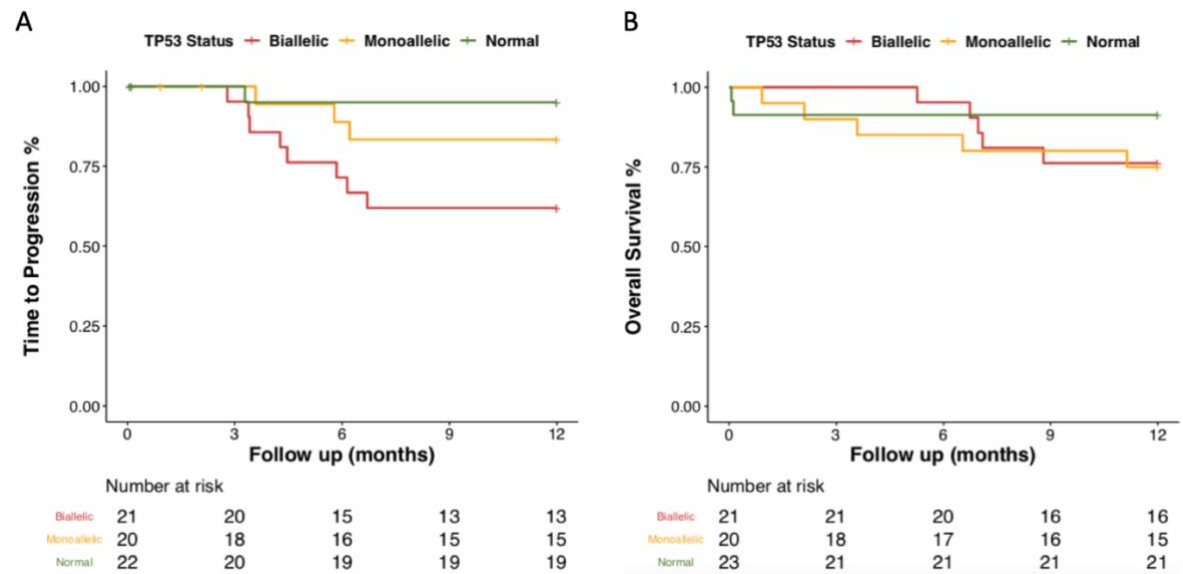 A
TP53 Status Biallelic Monoallelic Normal
1.00
0.75
0.50
0.25
0.00
Time to Progression %
0 3 6 9 12
Follow up (months)
Number at risk
Biallelic 21 20 15 13 13
Monoallelic 20 18 16 15 15
Normal 22 20 19 19 19
B
TP53 Status Biallelic Monoallelic Normal
1.00
0.75
0.50
0.25
0.00
Overall Survival %
0 3 6 9 12
Follow up (months)
Number at risk
Biallelic 21 21 20 16 16
Monoallelic 20 18 17 16 15
Normal 23 21 21 21 21